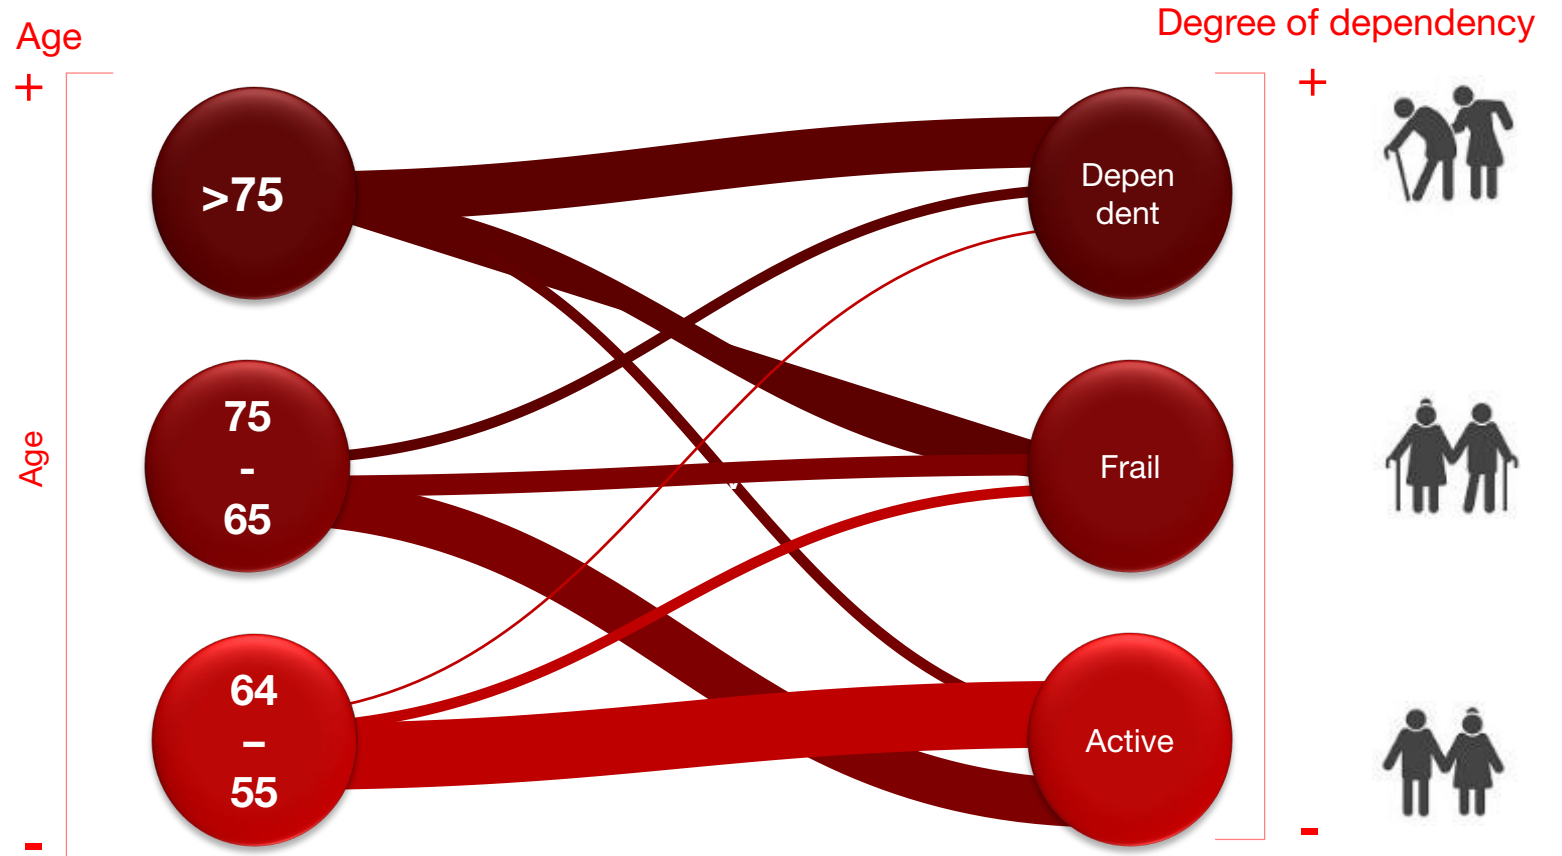 Age
Degree of dependency
+
+
>75
Depen
dent
75
-
65
Frail
Age
64
–
55
Active
-
-